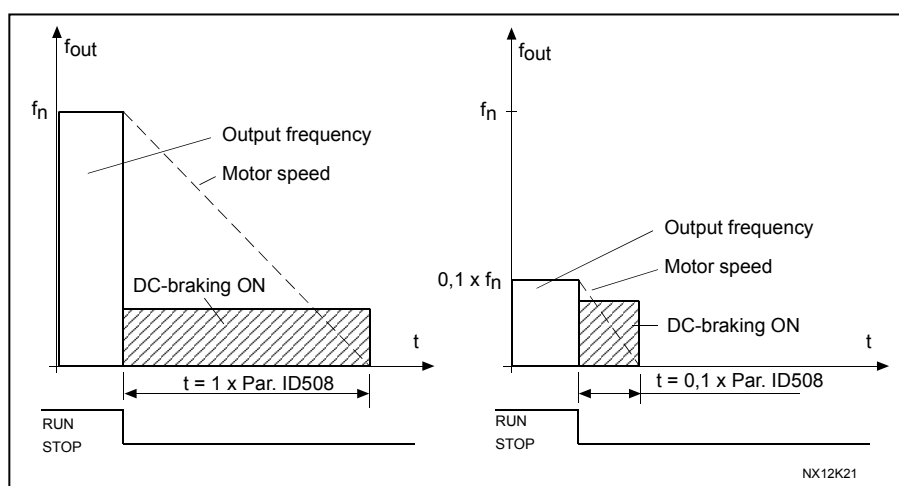 fout
fn
Output frequency
Motor speed
DC-braking ON
t
t = 1 x Par. ID508
RUN
STOP
fout
fn
Output frequency
Motor speed
0,1 x fn
DC-braking ON
t
t = 0,1 x Par. ID508
RUN
STOP
NX12K21